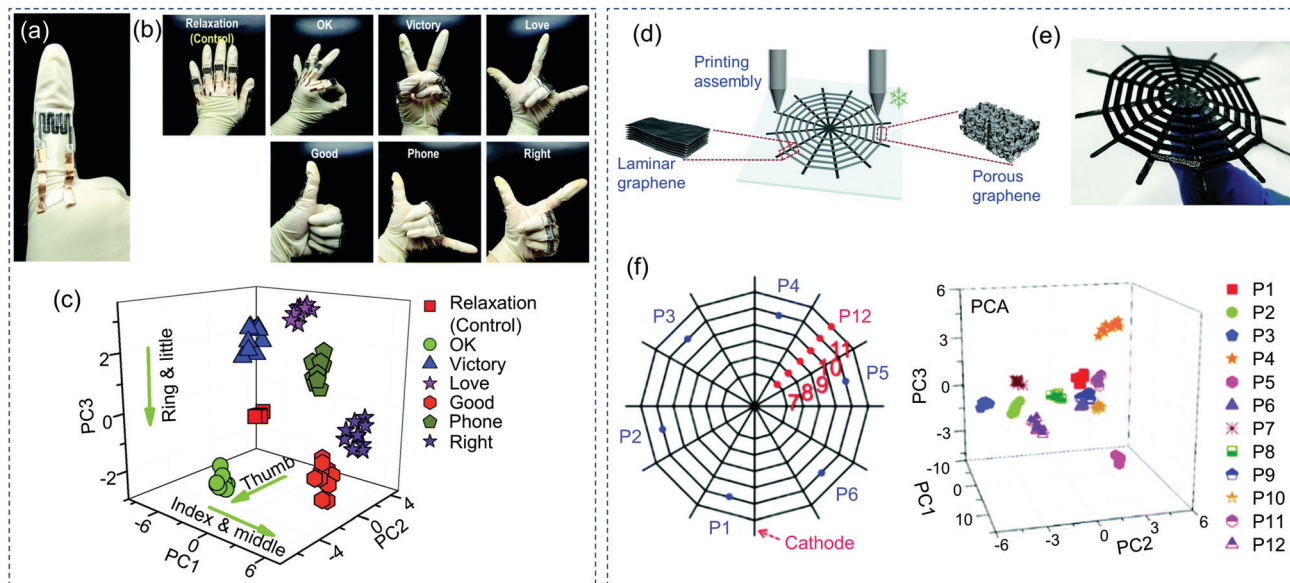 (a)
(b)
Relaxation
(Control)
OK
Victory
Love
Good
Phone
Right
(c)
PC3
2
0
-2
Ring & little
Thumb
Index & middle
-6
0
6
PC1
-4
0
4
PC2
Relaxation
(Control)
OK
Victory
Love
Good
Phone
Right
(d)
Printing
assembly
Laminar
graphene
Porous
graphene
(e)
(f)
P4
P3
P12
11
10
9
8
7
P5
P2
P6
P1
Cathode
PCA
6
3
0
-3
PC3
-10
0
10
PC1
-6
-3
0
3
6
PC2
P1
P2
P3
P4
P5
P6
P7
P8
P9
P10
P11
P12